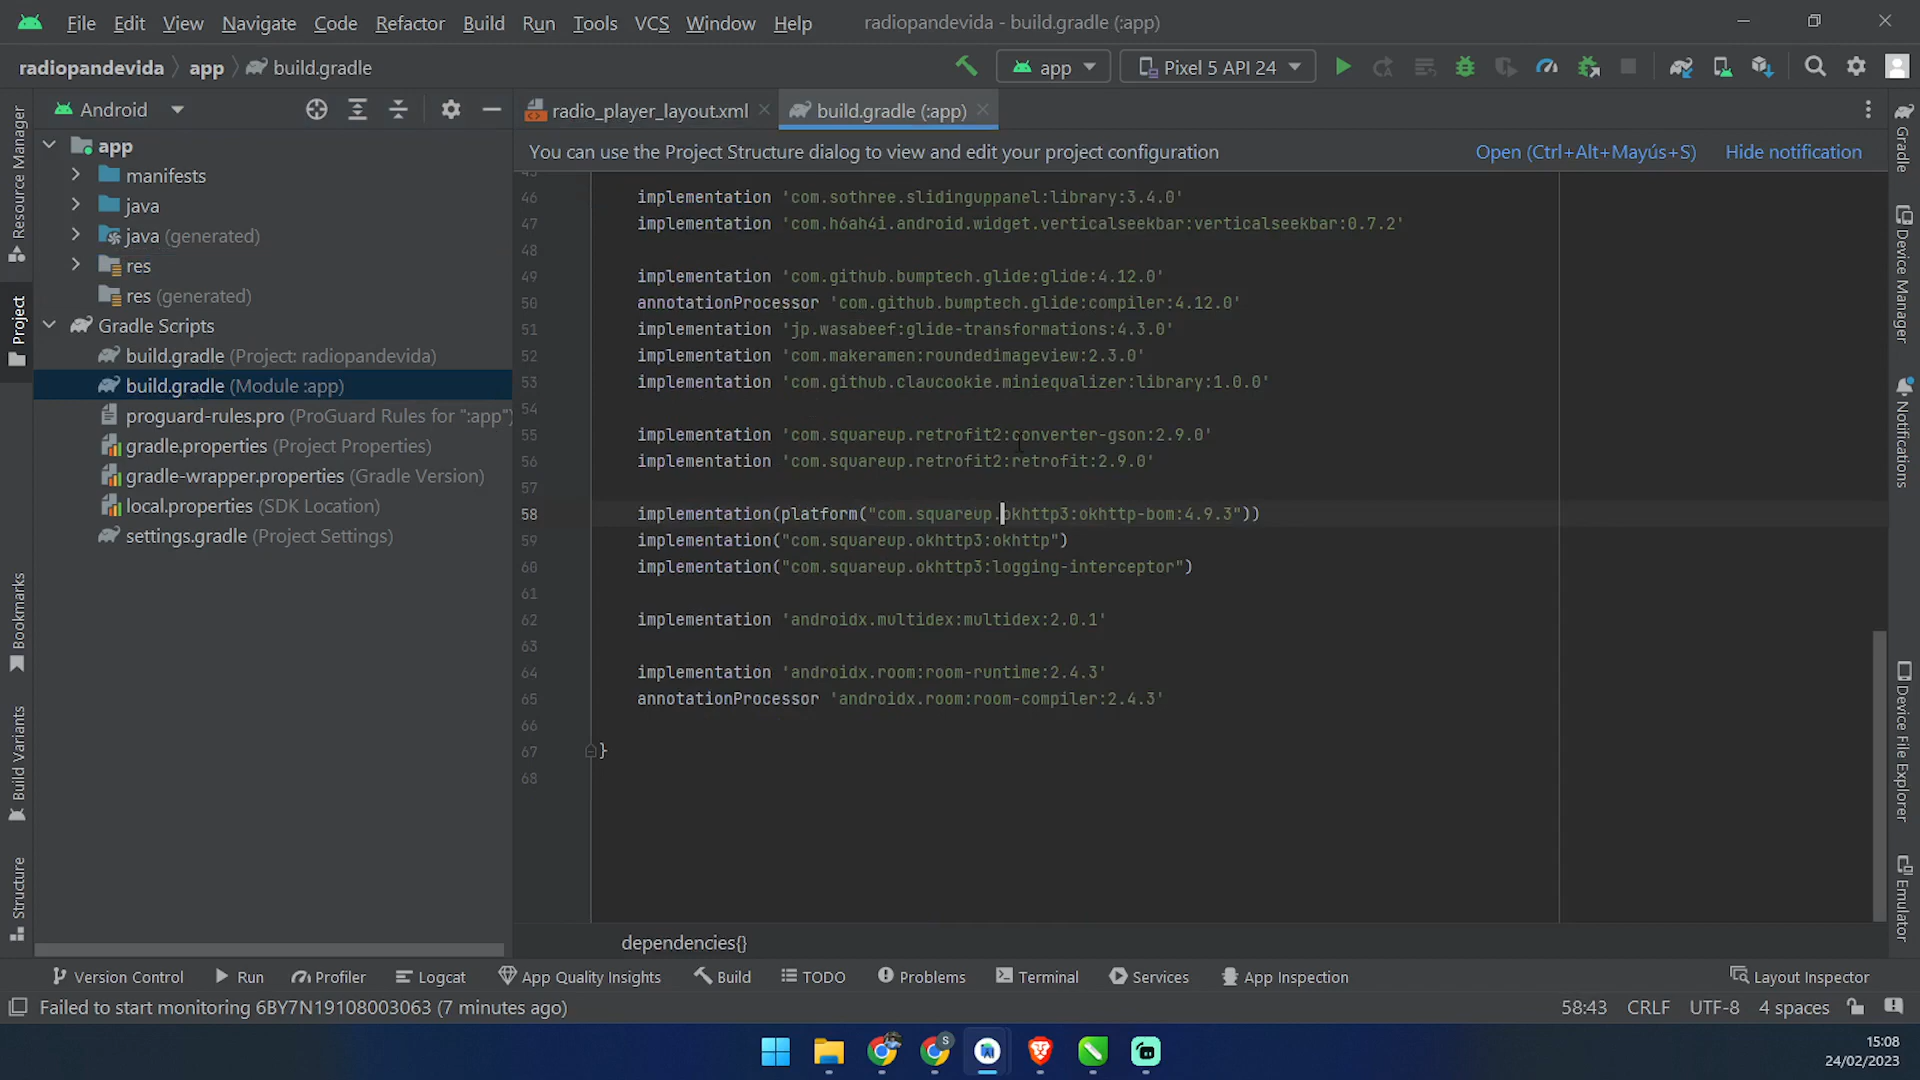 File Edit View Navigate Code Refactor Build Run Tools VCS Window Help radiopandevida - build.gradle (:app)
radiopandevida app build.gradle app Pixel 5 API 24
Android
radio_player_layout.xml build.gradle (:app)
You can use the Project Structure dialog to view and edit your project configuration Open (Ctrl+Alt+Mayús+S) Hide notification
app
manifests
java
java (generated)
res
res (generated)
Gradle Scripts
build.gradle (Project: radiopandevida)
build.gradle (Module :app)
proguard-rules.pro (ProGuard Rules for ":app")
gradle.properties (Project Properties)
gradle-wrapper.properties (Gradle Version)
local.properties (SDK Location)
settings.gradle (Project Settings)
Resource Manager
Project
Bookmarks
Build Variants
Structure
45
46 implementation 'com.sothree.slidinguppanel:library:3.4.0'
47 implementation 'com.h6ah4i.android.widget.verticalseekbar:verticalseekbar:0.7.2'
48
49 implementation 'com.github.bumptech.glide:glide:4.12.0'
50 annotationProcessor 'com.github.bumptech.glide:compiler:4.12.0'
51 implementation 'jp.wasabeef:glide-transformations:4.3.0'
52 implementation 'com.makeramen:roundedimageview:2.3.0'
53 implementation 'com.github.claucookie.miniequalizer:library:1.0.0'
54
55 implementation 'com.squareup.retrofit2:converter-gson:2.9.0'
56 implementation 'com.squareup.retrofit2:retrofit:2.9.0'
57
58 implementation(platform("com.squareup.okhttp3:okhttp-bom:4.9.3"))
59 implementation("com.squareup.okhttp3:okhttp")
60 implementation("com.squareup.okhttp3:logging-interceptor")
61
62 implementation 'androidx.multidex:multidex:2.0.1'
63
64 implementation 'androidx.room:room-runtime:2.4.3'
65 annotationProcessor 'androidx.room:room-compiler:2.4.3'
66
67 }
68
dependencies{}
Gradle
Device Manager
Notifications
Device File Explorer
Emulator
Version Control Run Profiler Logcat App Quality Insights Build TODO Problems Terminal Services App Inspection Layout Inspector
Failed to start monitoring 6BY7N19108003063 (7 minutes ago) 58:43 CRLF UTF-8 4 spaces
S
15:08
24/02/2023